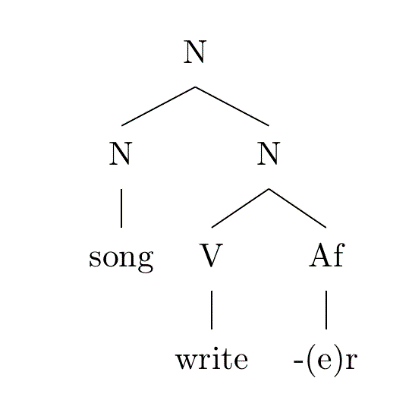 N
N N
song V Af
write -(e)r